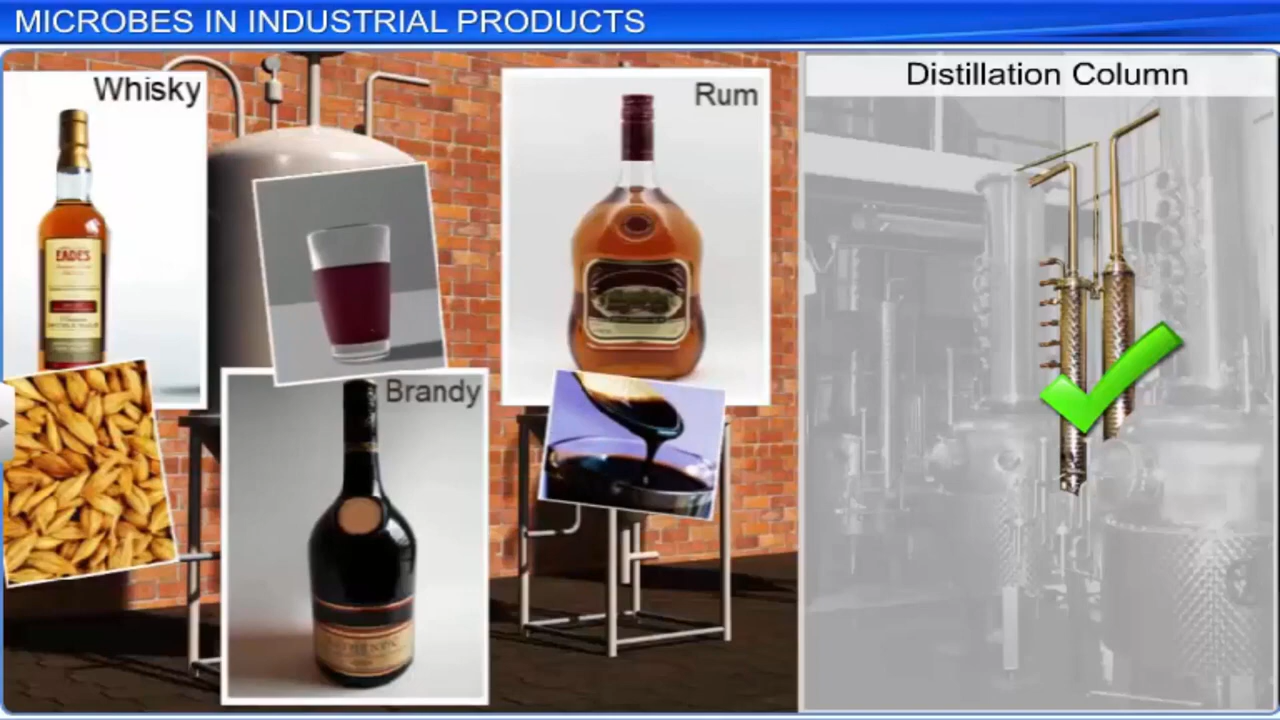 MICROBES IN INDUSTRIAL PRODUCTS
Whisky
Rum
Distillation Column
EADES
Brandy